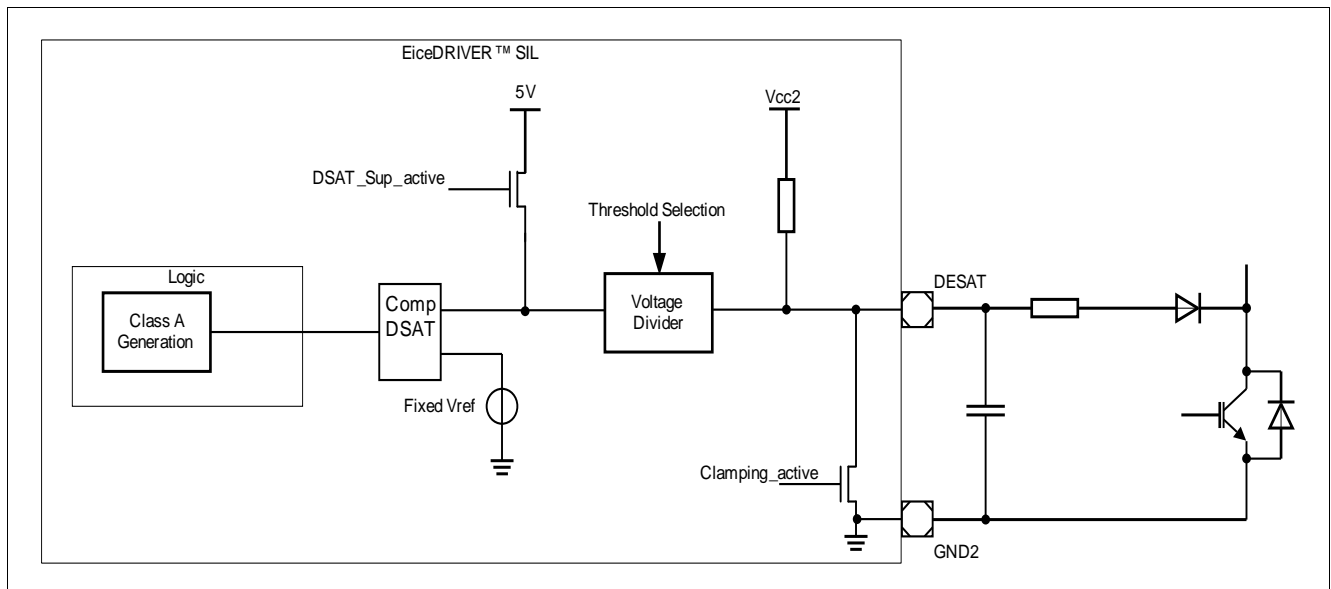 EiceDRIVER™ SIL
5V
Vcc2
DSAT_Sup_active
Threshold Selection
Logic
Class A
Generation
Comp
DSAT
Voltage
Divider
DESAT
Fixed Vref
Clamping_active
GND2